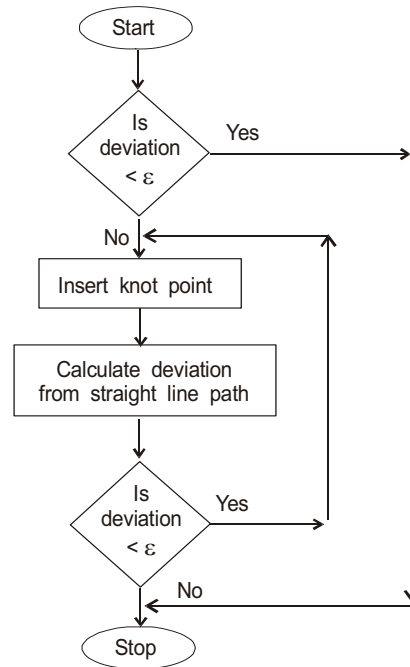 Start
Is
deviation
< ε
Yes
No
Insert knot point
Calculate deviation
from straight line path
Is
deviation
< ε
Yes
No
Stop